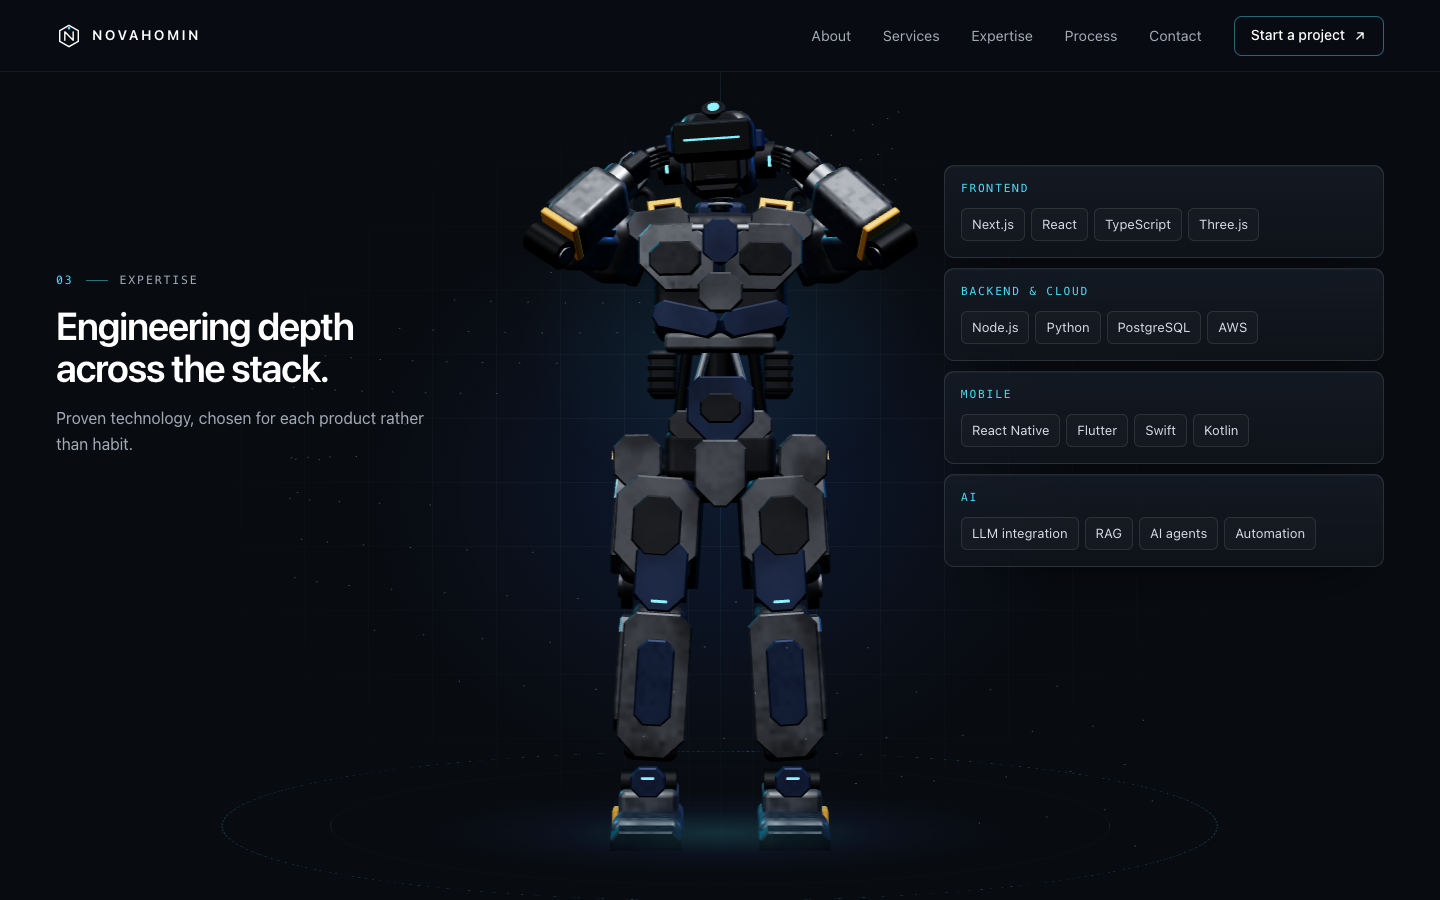 NOVAHOMIN
About
Services
Expertise
Process
Contact
Start a project
03 EXPERTISE
Engineering depth
across the stack.
Proven technology, chosen for each product rather
than habit.
FRONTEND
Next.js
React
TypeScript
Three.js
BACKEND & CLOUD
Node.js
Python
PostgreSQL
AWS
MOBILE
React Native
Flutter
Swift
Kotlin
AI
LLM integration
RAG
AI agents
Automation